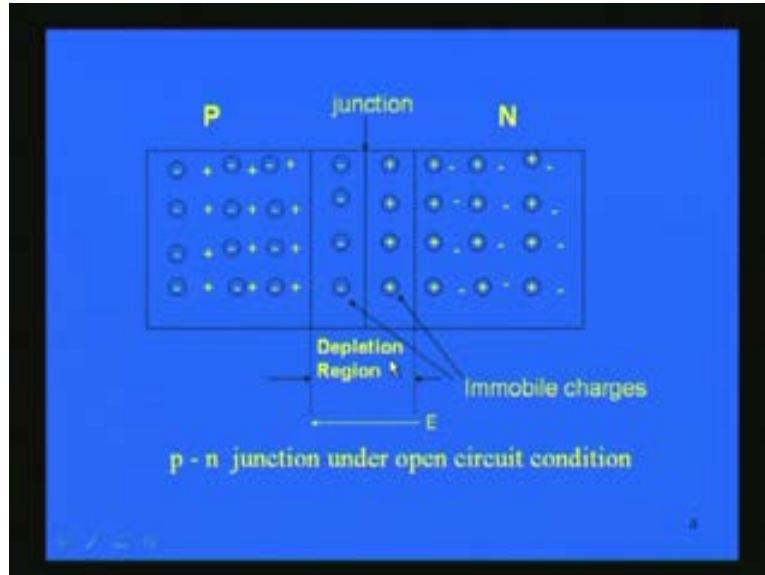 P junction N
Depletion
Region
Immobile charges
E
p - n junction under open circuit condition